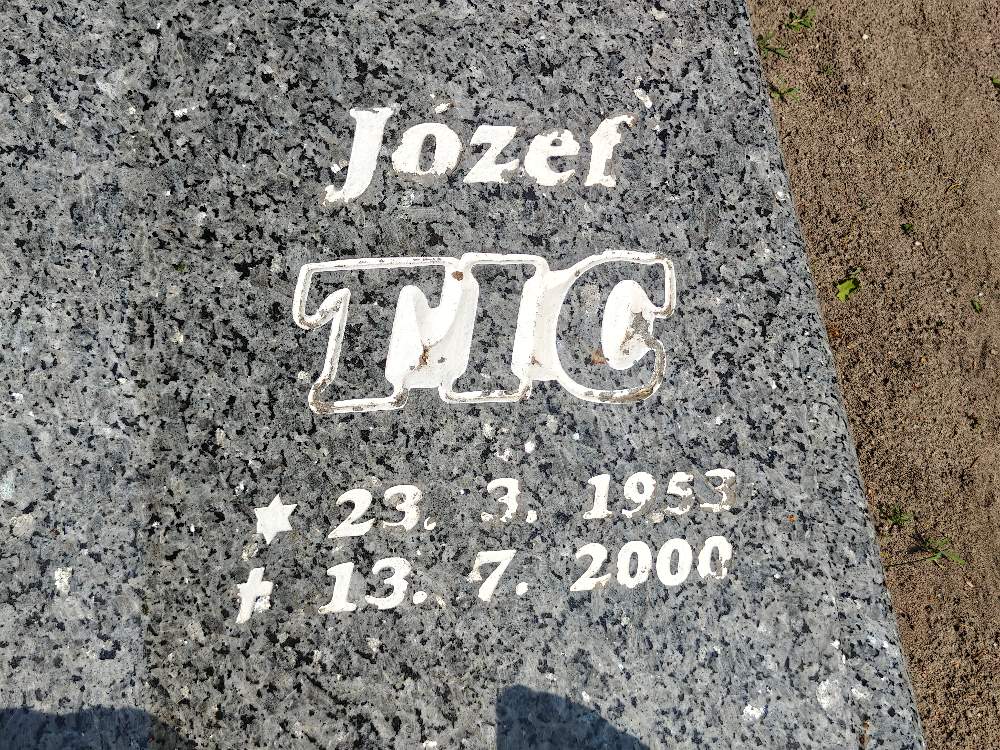 Józef
TIC
23. 3. 1953
✝ 13. 7. 2000